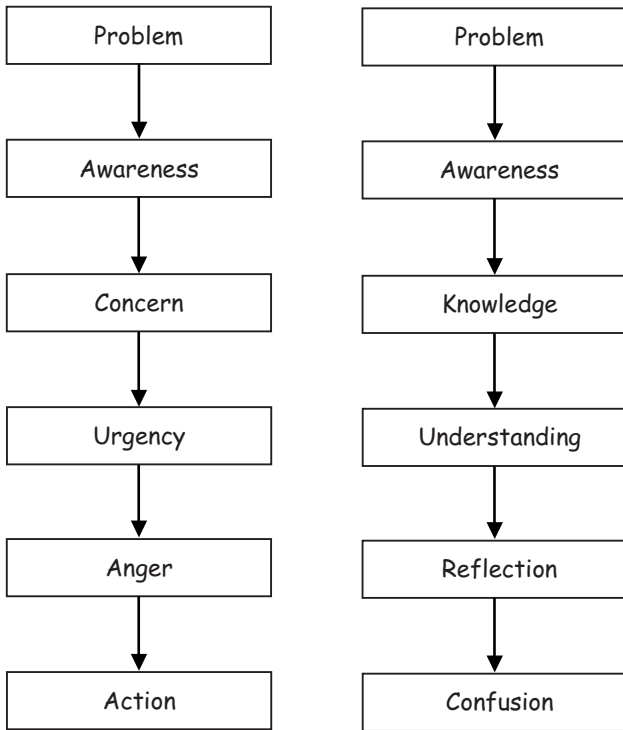 Problem
Awareness
Concern
Urgency
Anger
Action
Problem
Awareness
Knowledge
Understanding
Reflection
Confusion